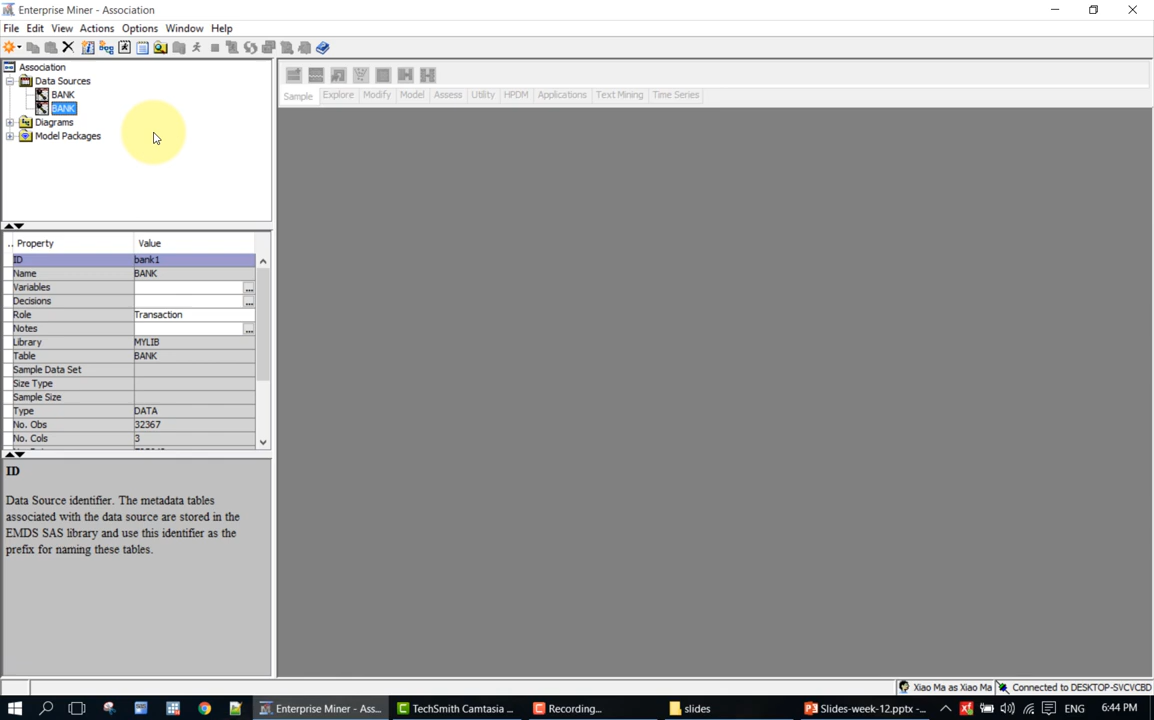 Enterprise Miner - Association
File Edit View Actions Options Window Help
Association
Data Sources
BANK
BANK
Diagrams
Model Packages
Sample Explore Modify Model Assess Utility HPDM Applications Text Mining Time Series
.. Property Value
ID bank1
Name BANK
Variables ...
Decisions ...
Role Transaction
Notes ...
Library MYLIB
Table BANK
Sample Data Set
Size Type
Sample Size
Type DATA
No. Obs 32367
No. Cols 3
ID
Data Source identifier. The metadata tables
associated with the data source are stored in the
EMDS SAS library and use this identifier as the
prefix for naming these tables.
Xiao Ma as Xiao Ma Connected to DESKTOP-SVCVCBD
Enterprise Miner - Ass... TechSmith Camtasia ... Recording... slides Slides-week-12.pptx -... ENG 6:44 PM